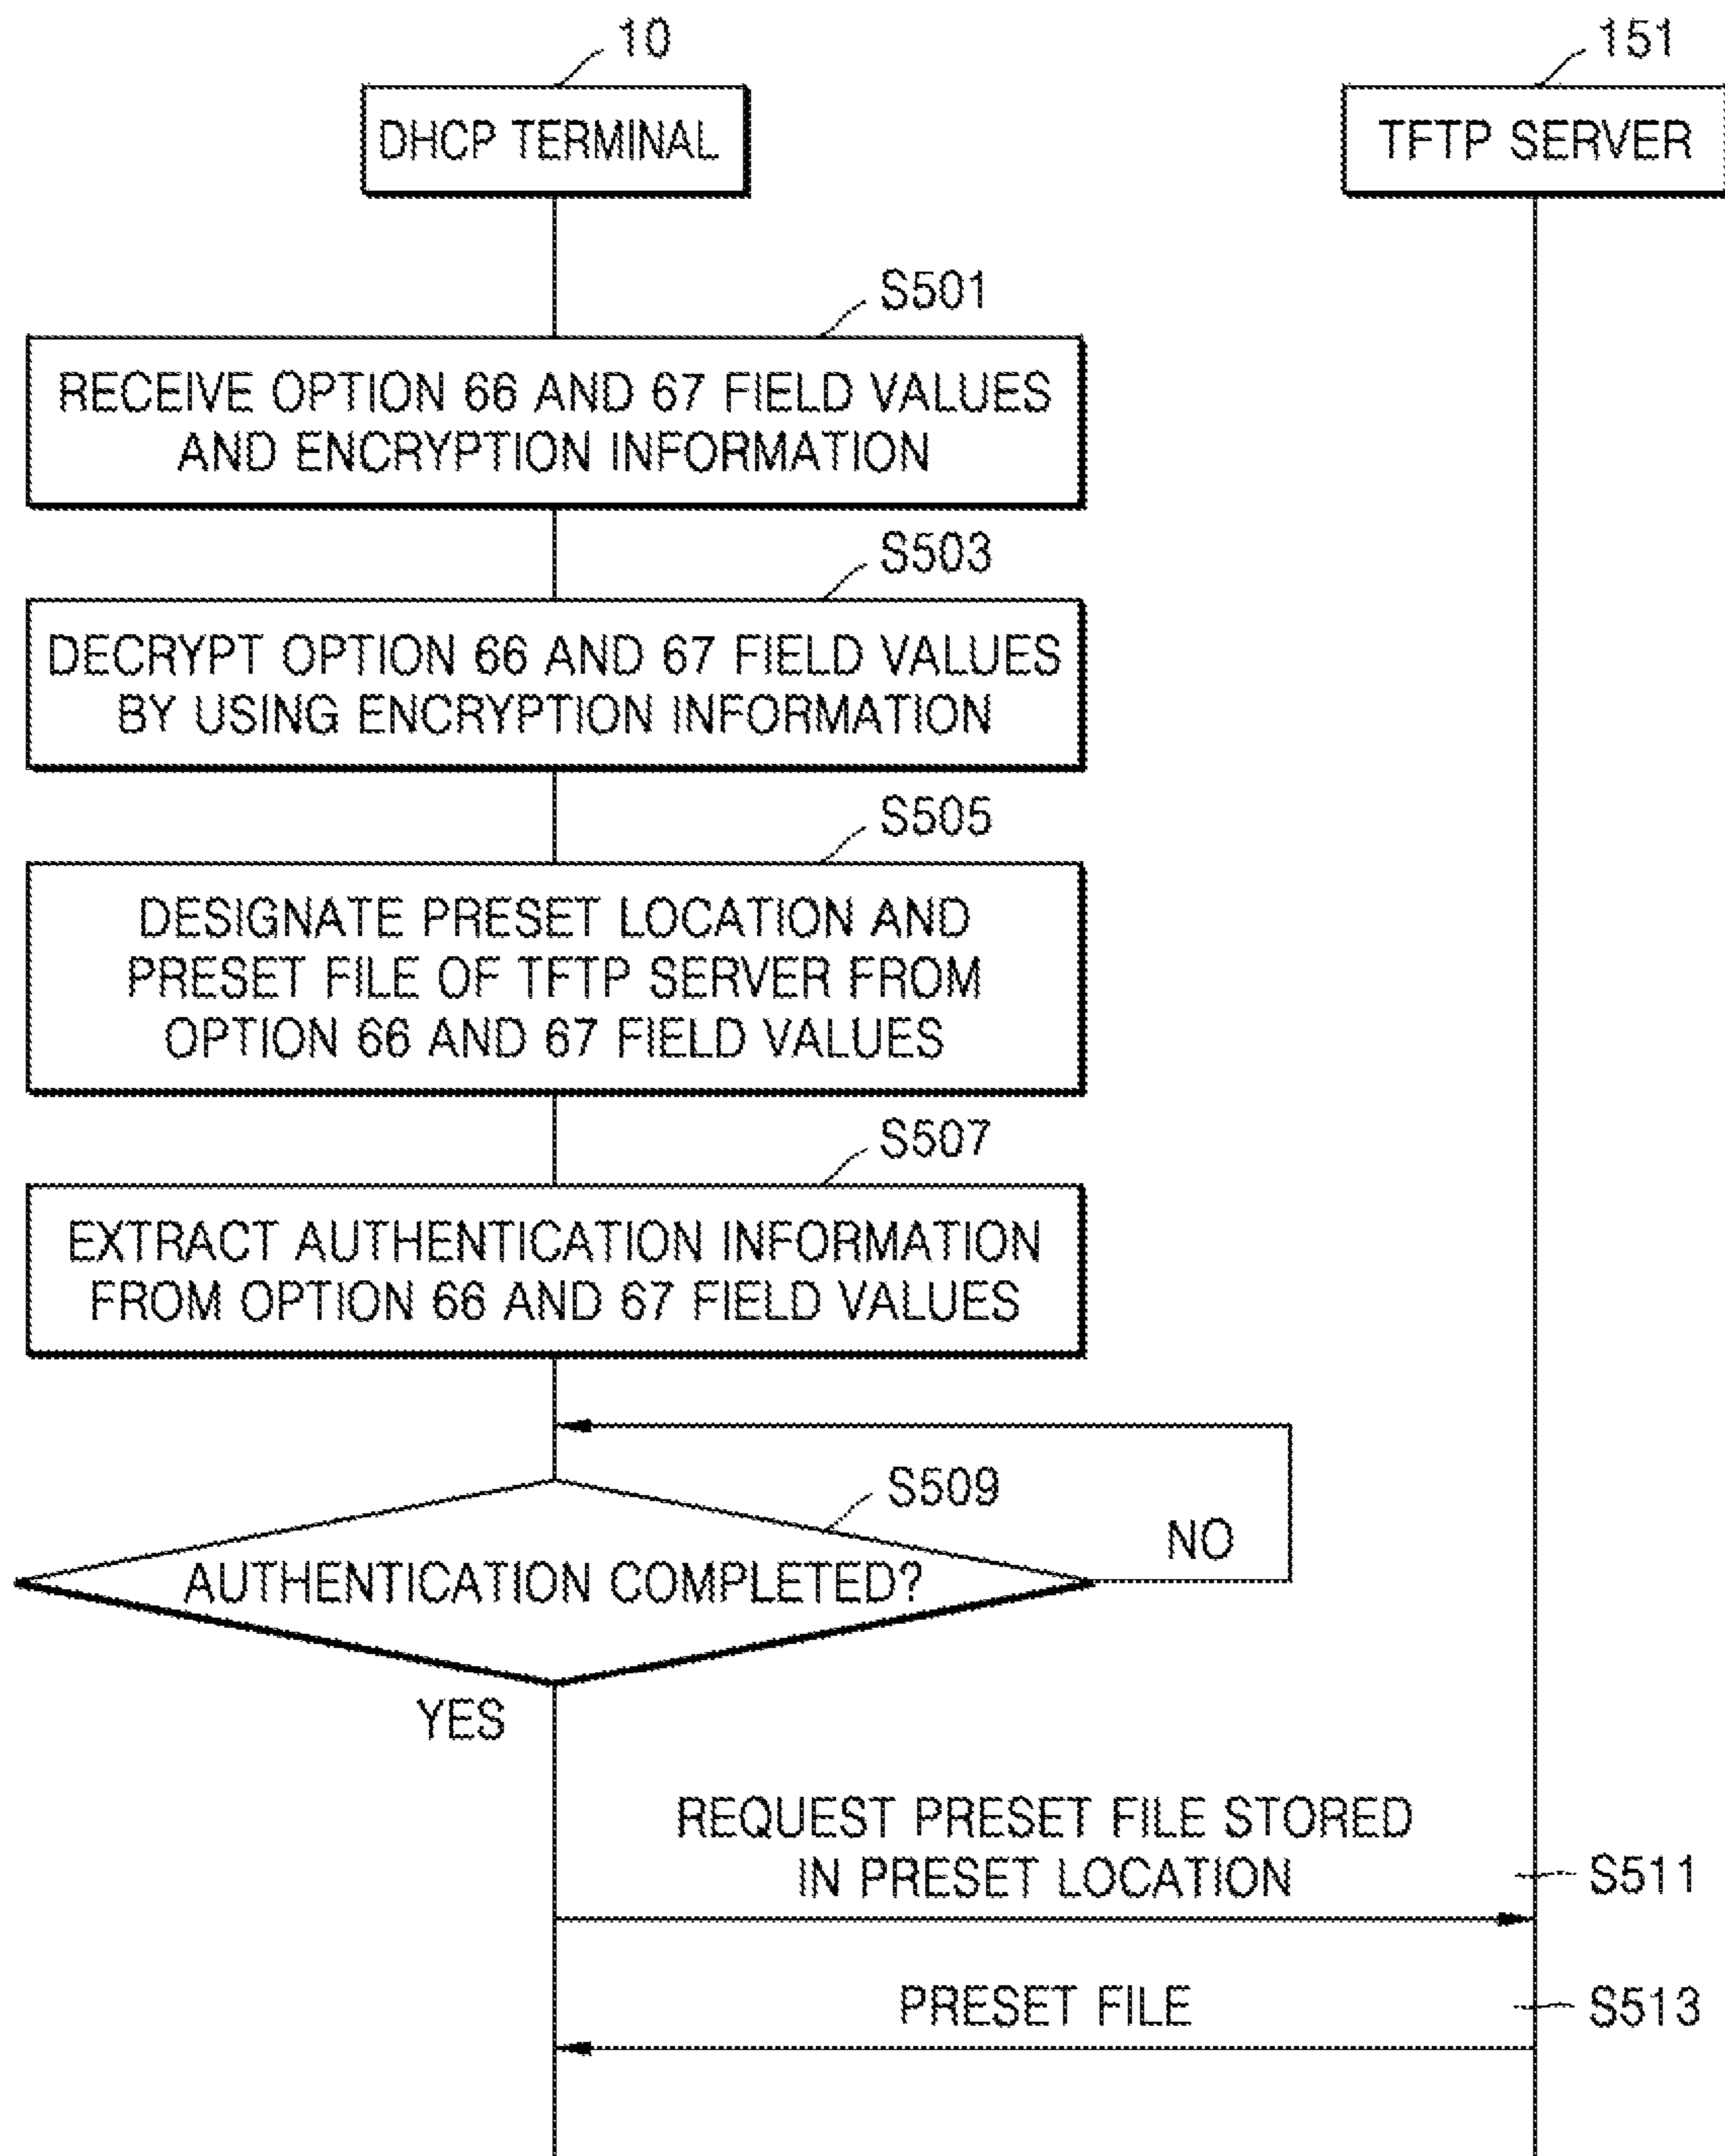 10
151
DHCP TERMINAL
TFTP SERVER
S501
RECEIVE OPTION 66 AND 67 FIELD VALUES
AND ENCRYPTION INFORMATION
S503
DECRYPT OPTION 66 AND 67 FIELD VALUES
BY USING ENCRYPTION INFORMATION
S505
DESIGNATE PRESET LOCATION AND
PRESET FILE OF TFTP SERVER FROM
OPTION 66 AND 67 FIELD VALUES
S507
EXTRACT AUTHENTICATION INFORMATION
FROM OPTION 66 AND 67 FIELD VALUES
S509
NO
AUTHENTICATION COMPLETED?
YES
REQUEST PRESET FILE STORED
IN PRESET LOCATION
S511
PRESET FILE
S513